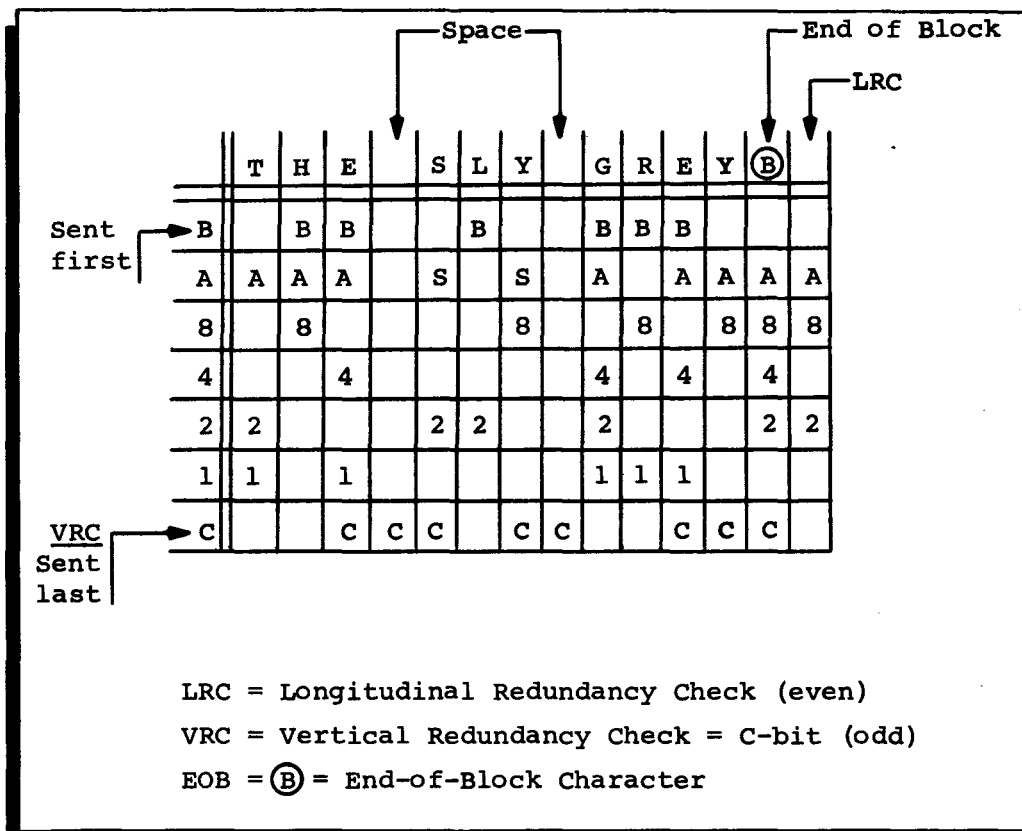 Space End of Block
LRC
T H E S L Y G R E Y B
Sent first B B B B B B B
A A A A S S A A A A A
8 8 8 8 8 8 8
4 4 4 4 4
2 2 2 2 2 2 2
1 1 1 1 1 1
VRC Sent last C C C C C C C C C
LRC = Longitudinal Redundancy Check (even)
VRC = Vertical Redundancy Check = C-bit (odd)
EOB = B = End-of-Block Character